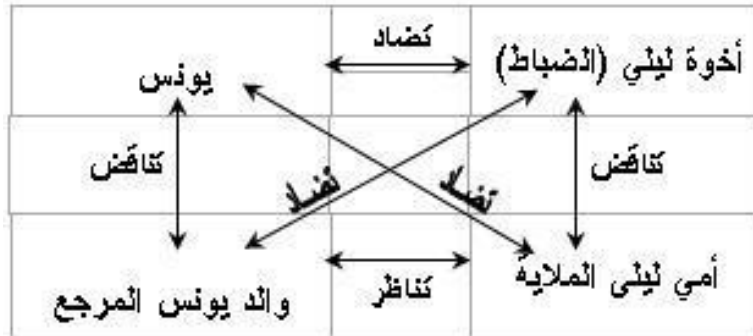 أخوة ليلي (الضباط) تضاد يونس
تناقض تضاد تضاد تناقض
أمي ليلى الملاية تناظر والد يونس المرجع